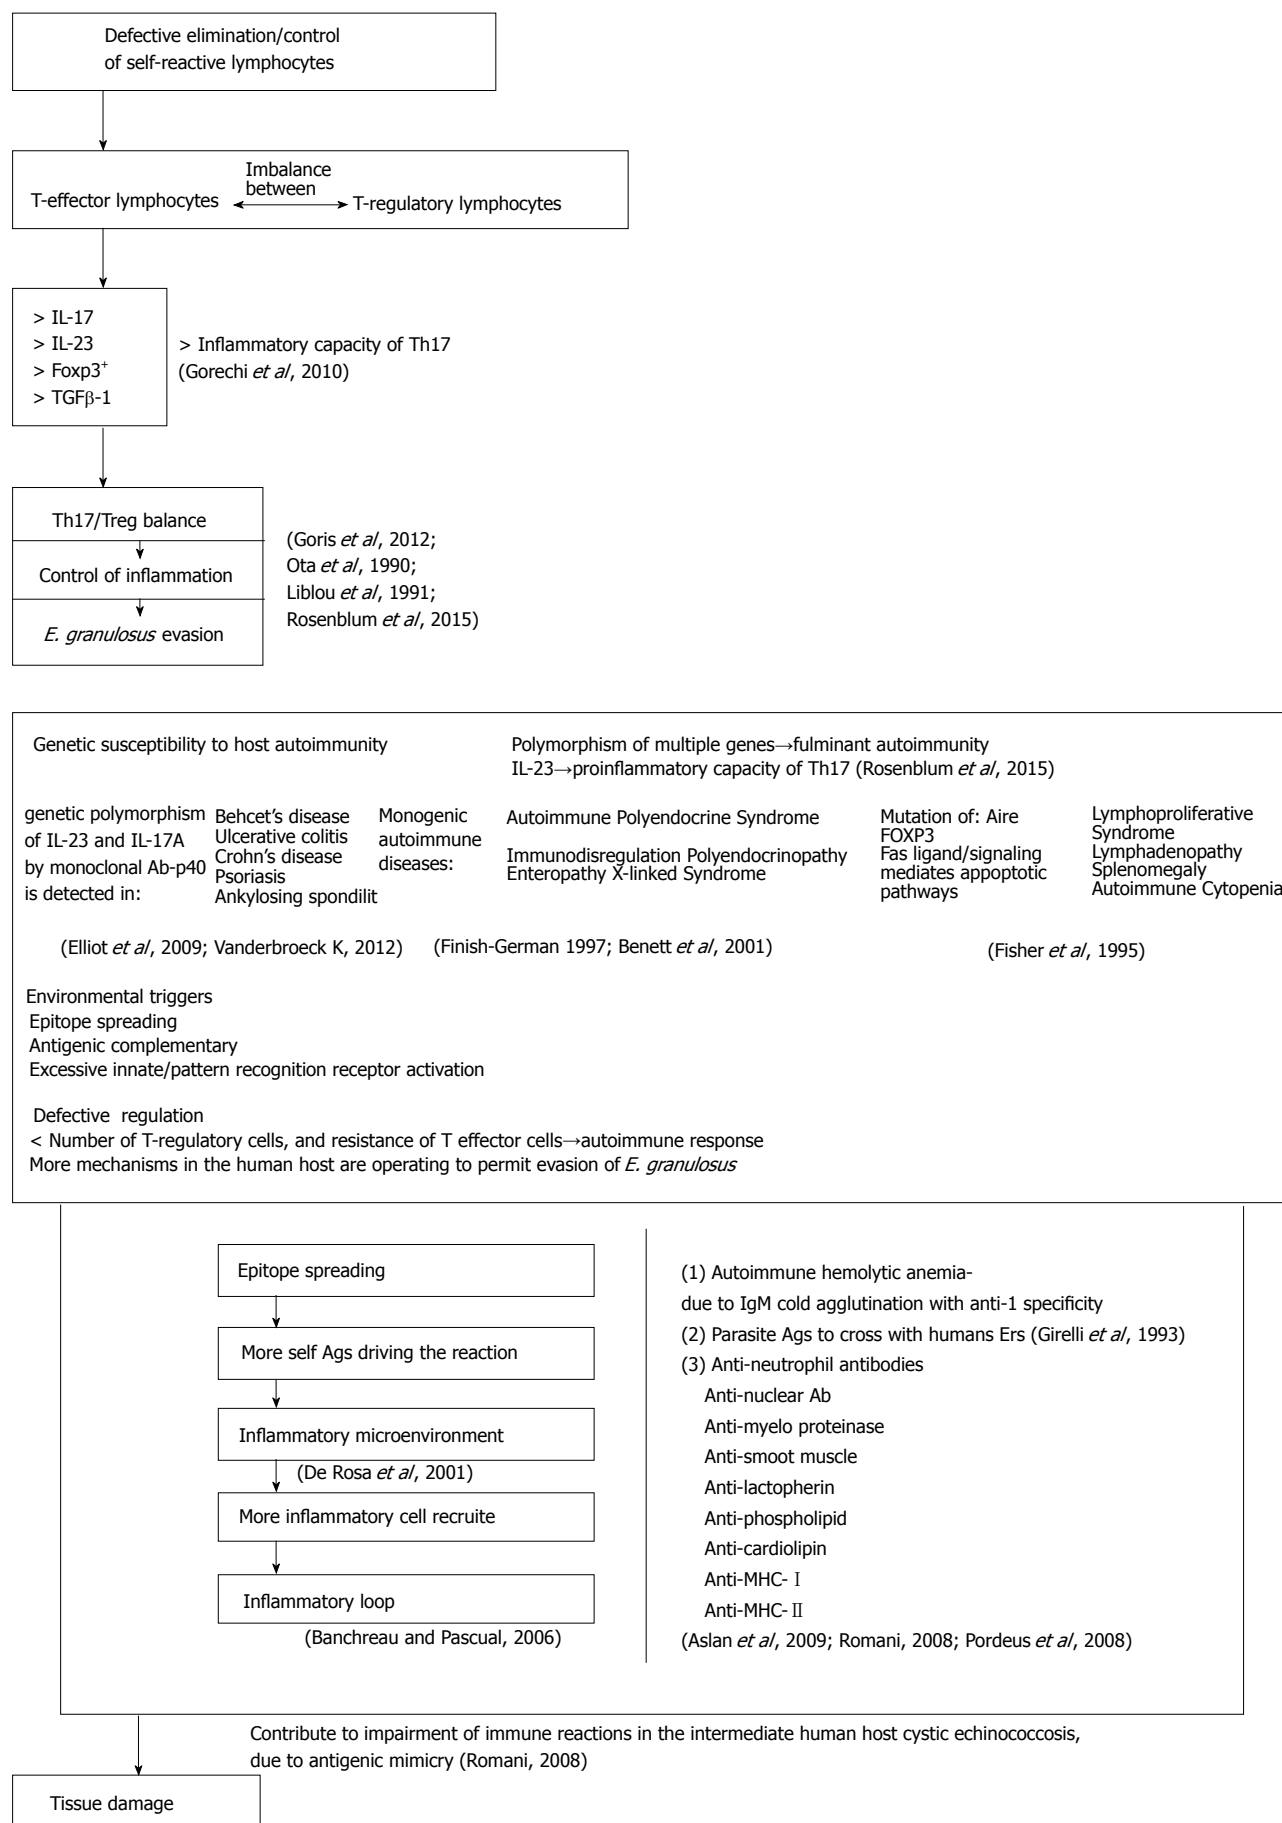 Defective elimination/control
of self-reactive lymphocytes
Imbalance
between
T-effector lymphocytes
T-regulatory lymphocytes
> IL-17
> IL-23
> Foxp3+
> TGFβ-1
> Inflammatory capacity of Th17
(Gorechi et al, 2010)
Th17/Treg balance
Control of inflammation
E. granulosus evasion
(Goris et al, 2012;
Ota et al, 1990;
Liblou et al, 1991;
Rosenblum et al, 2015)
Genetic susceptibility to host autoimmunity
Polymorphism of multiple genes→fulminant autoimmunity
IL-23→proinflammatory capacity of Th17 (Rosenblum et al, 2015)
genetic polymorphism
of IL-23 and IL-17A
by monoclonal Ab-p40
is detected in:
Behcet's disease
Ulcerative colitis
Crohn's disease
Psoriasis
Ankylosing spondilit
Monogenic
autoimmune
diseases:
Autoimmune Polyendocrine Syndrome
Immunodisregulation Polyendocrinopathy
Enteropathy X-linked Syndrome
Mutation of: Aire
FOXP3
Fas ligand/signaling
mediates appoptotic
pathways
Lymphoproliferative
Syndrome
Lymphadenopathy
Splenomegaly
Autoimmune Cytopenia
(Elliot et al, 2009; Vanderbroeck K, 2012)
(Finish-German 1997; Benett et al, 2001)
(Fisher et al, 1995)
Environmental triggers
Epitope spreading
Antigenic complementary
Excessive innate/pattern recognition receptor activation
Defective regulation
< Number of T-regulatory cells, and resistance of T effector cells→autoimmune response
More mechanisms in the human host are operating to permit evasion of E. granulosus
Epitope spreading
More self Ags driving the reaction
Inflammatory microenvironment
(De Rosa et al, 2001)
More inflammatory cell recruite
Inflammatory loop
(Banchreau and Pascual, 2006)
(1) Autoimmune hemolytic anemia-
due to IgM cold agglutination with anti-1 specificity
(2) Parasite Ags to cross with humans Ers (Girelli et al, 1993)
(3) Anti-neutrophil antibodies
Anti-nuclear Ab
Anti-myelo proteinase
Anti-smoot muscle
Anti-lactopherin
Anti-phospholipid
Anti-cardiolipin
Anti-MHC-Ⅰ
Anti-MHC-Ⅱ
(Aslan et al, 2009; Romani, 2008; Pordeus et al, 2008)
Contribute to impairment of immune reactions in the intermediate human host cystic echinococcosis,
due to antigenic mimicry (Romani, 2008)
Tissue damage